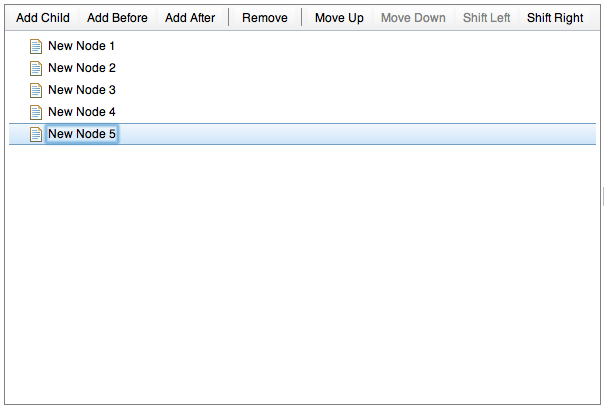 Add Child Add Before Add After Remove Move Up Move Down Shift Left Shift Right
New Node 1
New Node 2
New Node 3
New Node 4
New Node 5